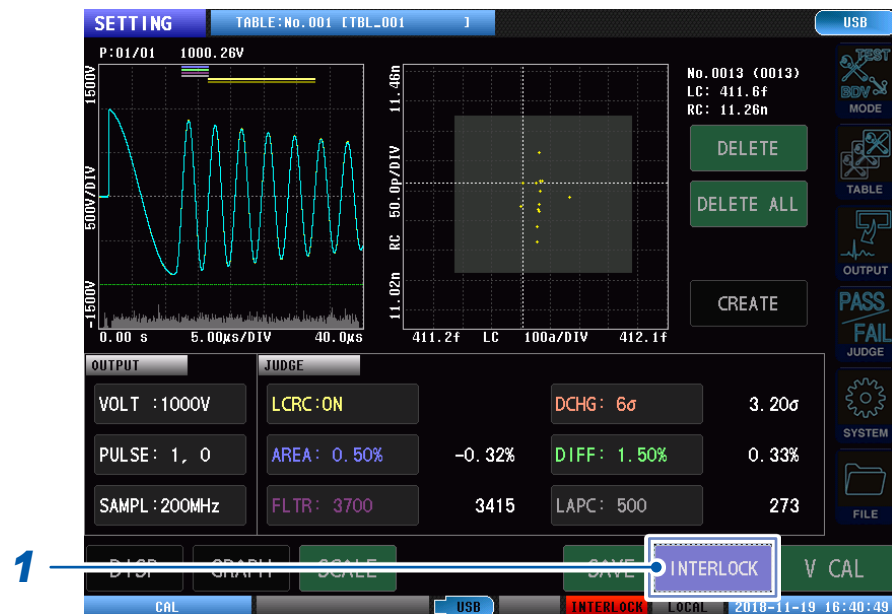 SETTING
TABLE:No.001 [TBL_001 ]
USB
P:01/01 1000.26V
1500V
500V/DIV
-1500V
0.00 s 5.00µs/DIV 40.0µs
11.46n
50.0p/DIV
RC
11.02n
411.2f LC 100a/DIV 412.1f
No.0013 (0013)
LC: 411.6f
RC: 11.26n
DELETE
DELETE ALL
CREATE
TEST
BDV
MODE
TABLE
OUTPUT
PASS
FAIL
JUDGE
SYSTEM
FILE
OUTPUT
VOLT :1000V
PULSE: 1, 0
SAMPL:200MHz
JUDGE
LCRC:ON DCHG: 6σ 3.20σ
AREA: 0.50% -0.32% DIFF: 1.50% 0.33%
FLTR: 3700 3415 LAPC: 500 273
1
DISP GRAPH SCALE SAVE INTERLOCK V CAL
CAL USB INTERLOCK LOCAL 2018-11-19 16:40:49